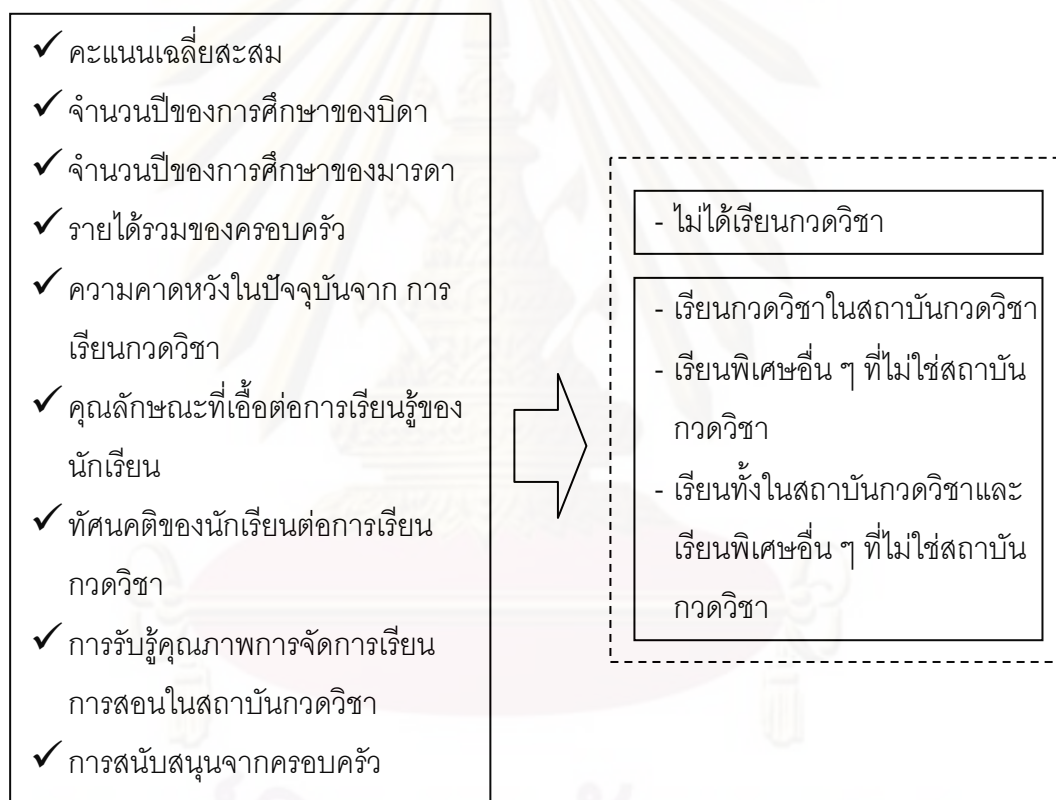 ✓ คะแนนเฉลี่ยสะสม
✓ จำนวนปีของการศึกษาของบิดา
✓ จำนวนปีของการศึกษาของมารดา
✓ รายได้รวมของครอบครัว
✓ ความคาดหวังในปัจจุบันจาก การ
เรียนกวดวิชา
✓ คุณลักษณะที่เอื้อต่อการเรียนรู้ของ
นักเรียน
✓ ทัศนคติของนักเรียนต่อการเรียน
กวดวิชา
✓ การรับรู้คุณภาพการจัดการเรียน
การสอนในสถาบันกวดวิชา
✓ การสนับสนุนจากครอบครัว
- ไม่ได้เรียนกวดวิชา
- เรียนกวดวิชาในสถาบันกวดวิชา
- เรียนพิเศษอื่น ๆ ที่ไม่ใช่สถาบัน
กวดวิชา
- เรียนทั้งในสถาบันกวดวิชาและ
เรียนพิเศษอื่น ๆ ที่ไม่ใช่สถาบัน
กวดวิชา